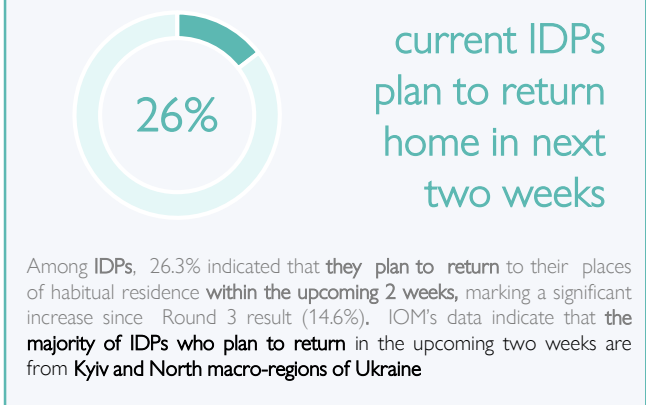 26%
current IDPs
plan to return
home in next
two weeks
Among IDPs, 26.3% indicated that they plan to return to their places
of habitual residence within the upcoming 2 weeks, marking a significant
increase since Round 3 result (14.6%). IOM's data indicate that the
majority of IDPs who plan to return in the upcoming two weeks are
from Kyiv and North macro-regions of Ukraine